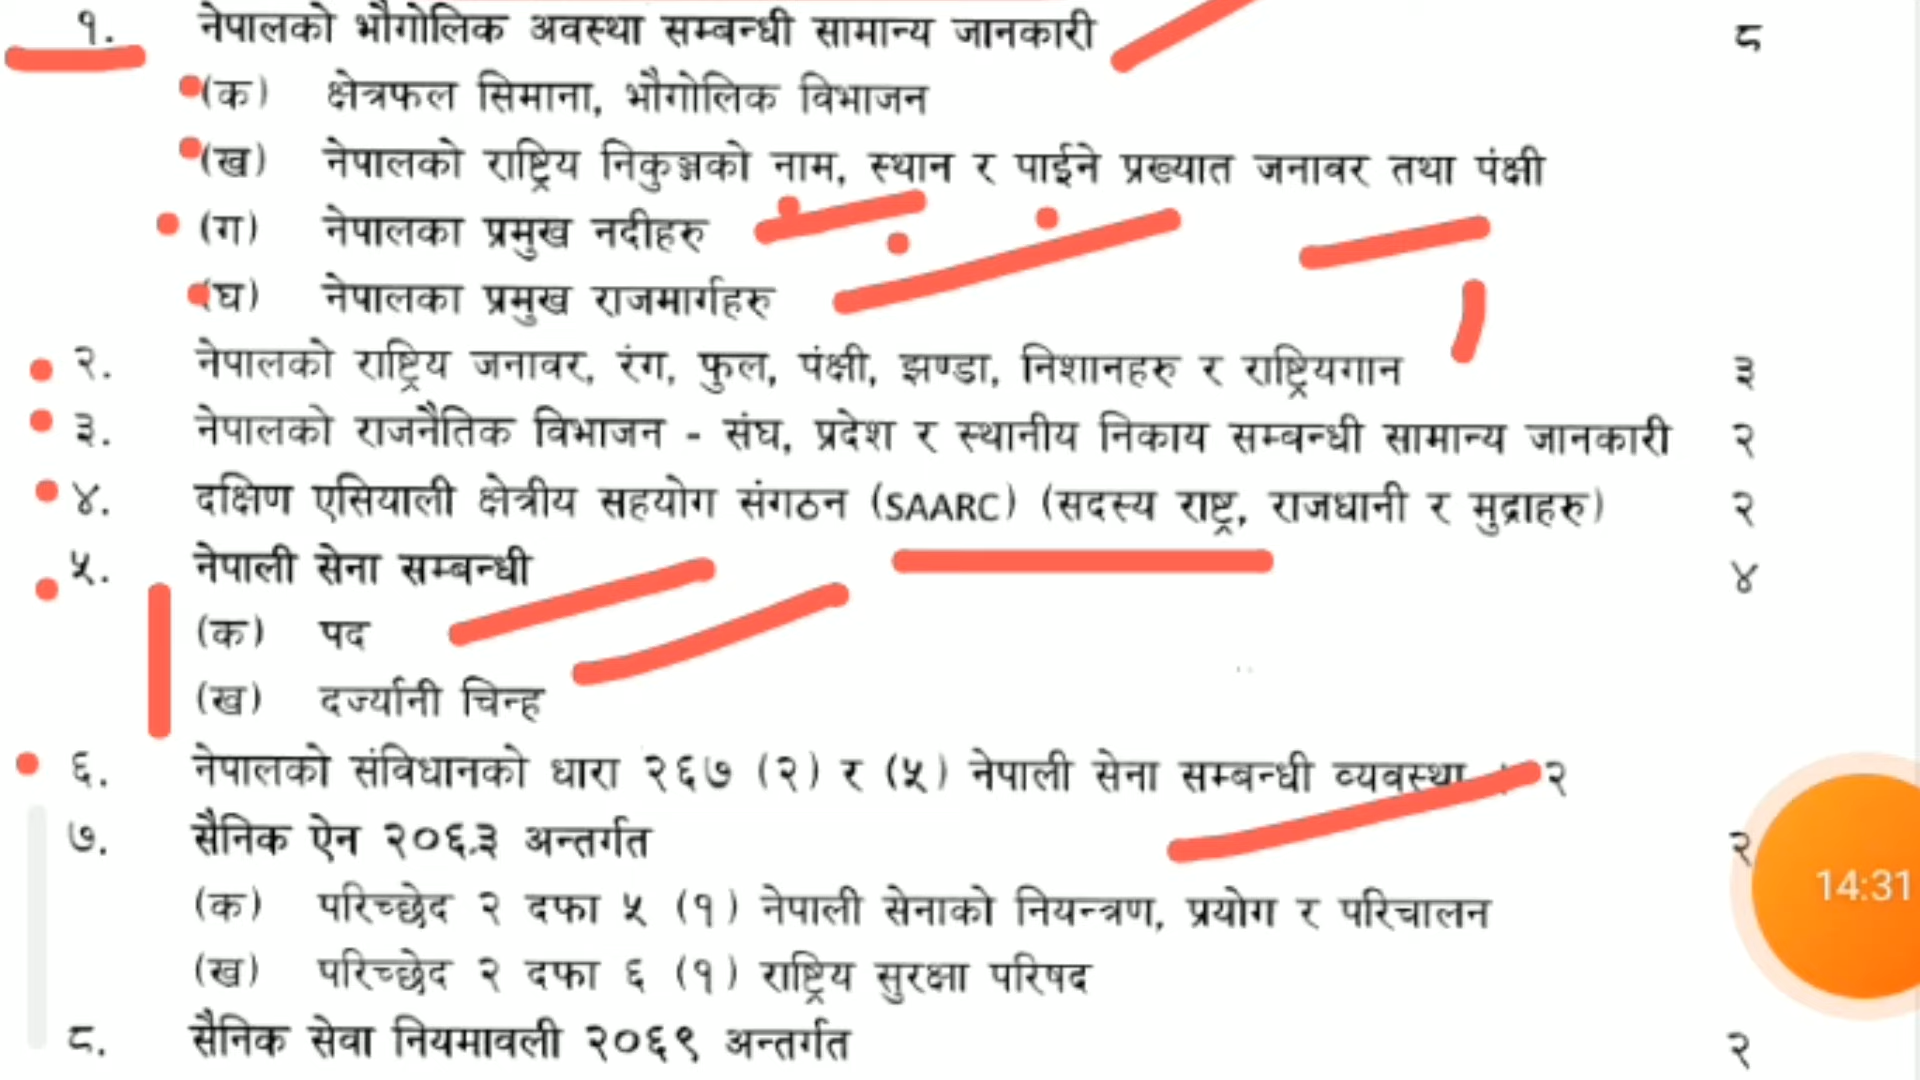 १. नेपालको भौगोलिक अवस्था सम्बन्धी सामान्य जानकारी ८
(क) क्षेत्रफल सिमाना, भौगोलिक विभाजन
(ख) नेपालको राष्ट्रिय निकुञ्जको नाम, स्थान र पाईने प्रख्यात जनावर तथा पंक्षी
(ग) नेपालका प्रमुख नदीहरु
(घ) नेपालका प्रमुख राजमार्गहरु
२. नेपालको राष्ट्रिय जनावर, रंग, फुल, पंक्षी, झण्डा, निशानहरु र राष्ट्रियगान ३
३. नेपालको राजनैतिक विभाजन - संघ, प्रदेश र स्थानीय निकाय सम्बन्धी सामान्य जानकारी २
४. दक्षिण एसियाली क्षेत्रीय सहयोग संगठन (SAARC) (सदस्य राष्ट्र, राजधानी र मुद्राहरु) २
५. नेपाली सेना सम्बन्धी ४
(क) पद
(ख) दर्ज्यानी चिन्ह
६. नेपालको संविधानको धारा २६७ (२) र (५) नेपाली सेना सम्बन्धी व्यवस्था २
७. सैनिक ऐन २०६३ अन्तर्गत २
(क) परिच्छेद २ दफा ५ (१) नेपाली सेनाको नियन्त्रण, प्रयोग र परिचालन
(ख) परिच्छेद २ दफा ६ (१) राष्ट्रिय सुरक्षा परिषद
८. सैनिक सेवा नियमावली २०६९ अन्तर्गत २
14:31